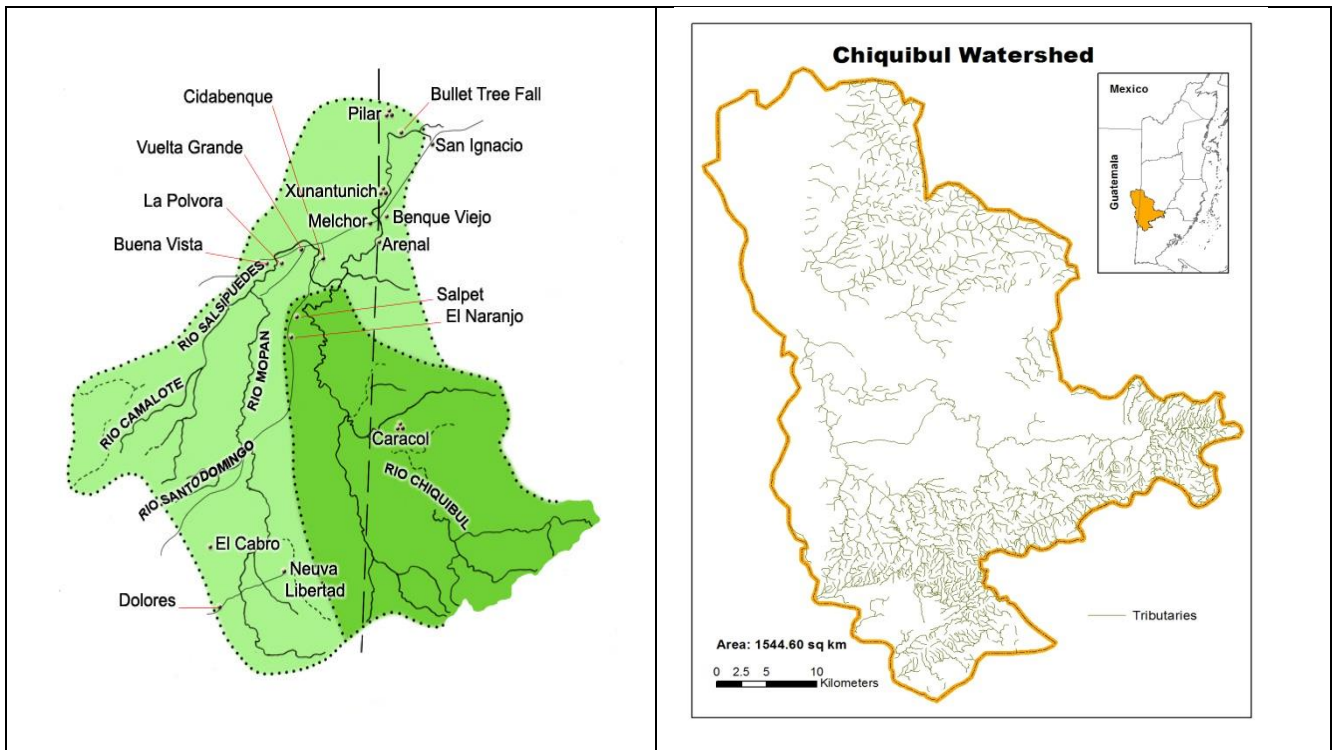 Cidabenque
Bullet Tree Fall
Pilar
Vuelta Grande
San Ignacio
La Polvora
Xunantunich
Melchor
Benque Viejo
Buena Vista
Arenal
RIO SALSIPUEDES
Salpet
El Naranjo
RIO MOPAN
RIO CAMALOTE
Caracol
RIO SANTO DOMINGO
RIO CHIQUIBUL
El Cabro
Neuva
Libertad
Dolores
Chiquibul Watershed
Mexico
Guatemala
Tributaries
Area: 1544.60 sq km
0 2.5 5 10
Kilometers